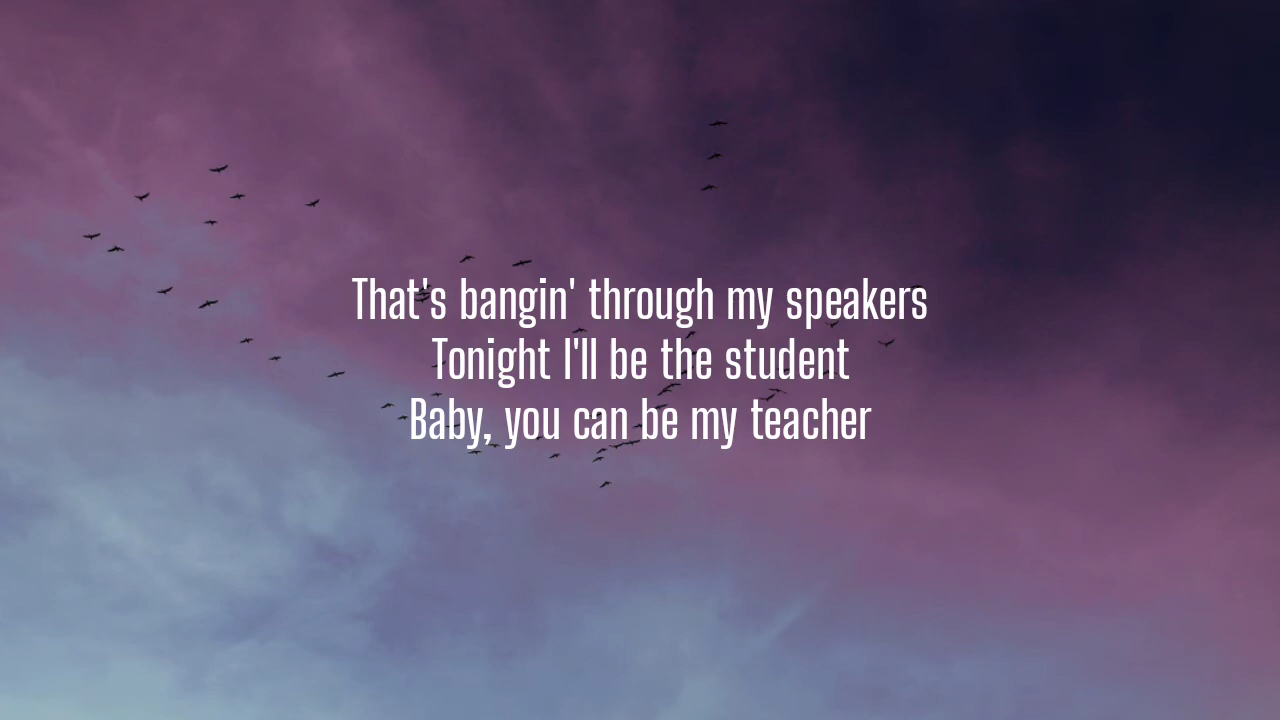 That's bangin' through my speakers
Tonight I'll be the student
Baby, you can be my teacher